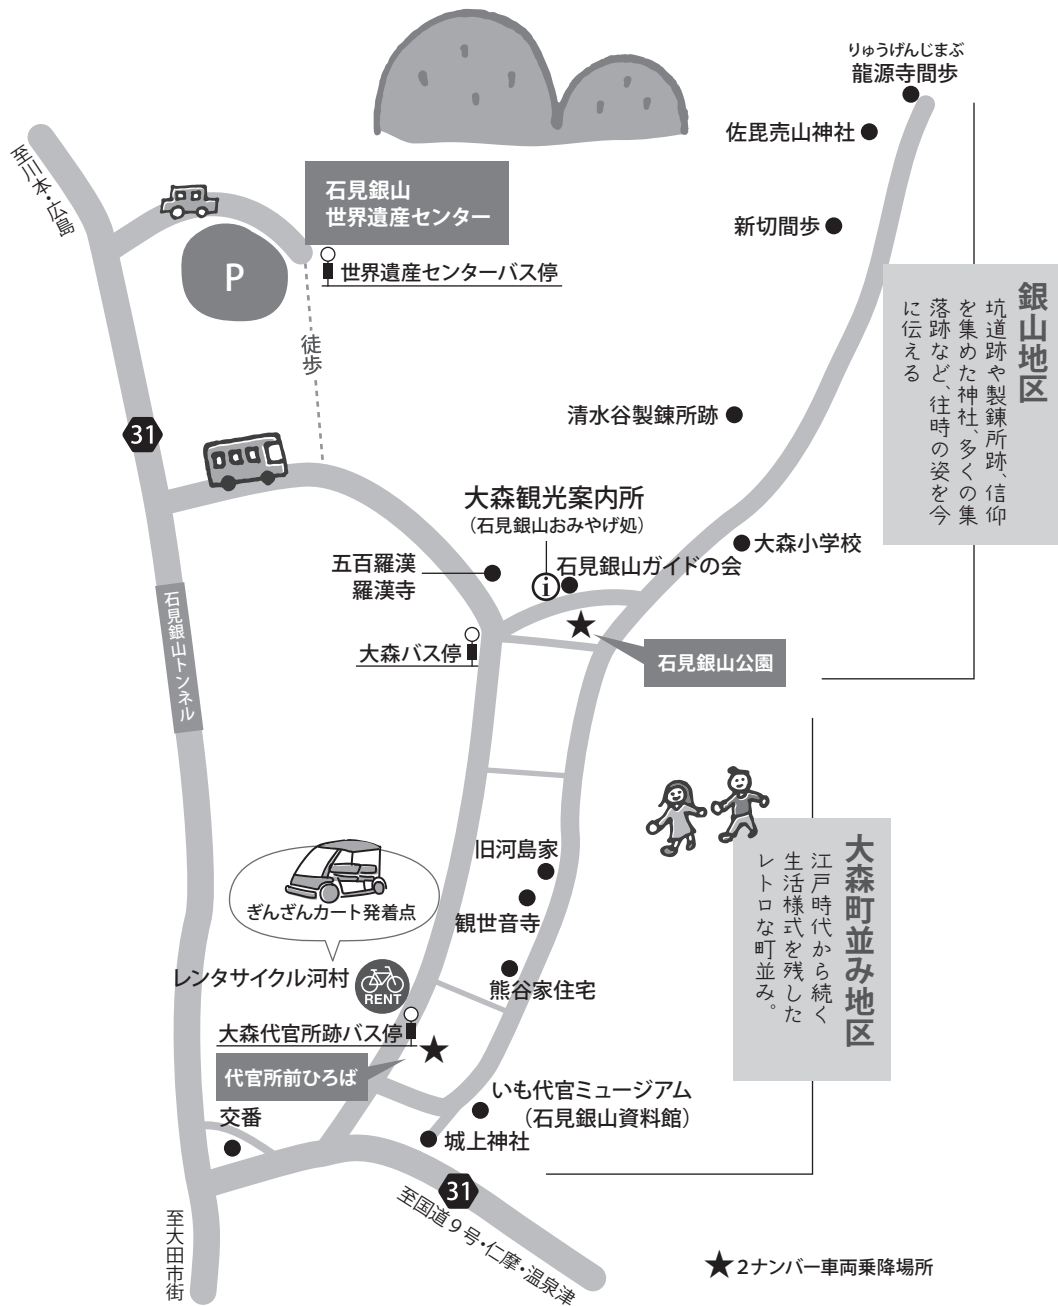 りゅうげんじまぶ
龍源寺間歩
佐毘売山神社
新切間歩
至川本・広島
石見銀山
世界遺産センター
P
世界遺産センターバス停
徒歩
銀山地区
坑道跡や製錬所跡、信仰
を集めた神社、多くの集
落跡など、往時の姿を今
に伝える
31
清水谷製錬所跡
大森観光案内所
（石見銀山おみやげ処）
大森小学校
五百羅漢
羅漢寺
i
石見銀山ガイドの会
大森バス停
石見銀山公園
石見銀山トンネル
大森町並み地区
江戸時代から続く
生活様式を残した
レトロな町並み。
旧河島家
ぎんざんカート発着点
観世音寺
レンタサイクル河村
RENT
熊谷家住宅
大森代官所跡バス停
代官所前ひろば
いも代官ミュージアム
（石見銀山資料館）
交番
城上神社
31
至国道9号・仁摩・温泉津
至大田市街
★2ナンバー車両乗降場所